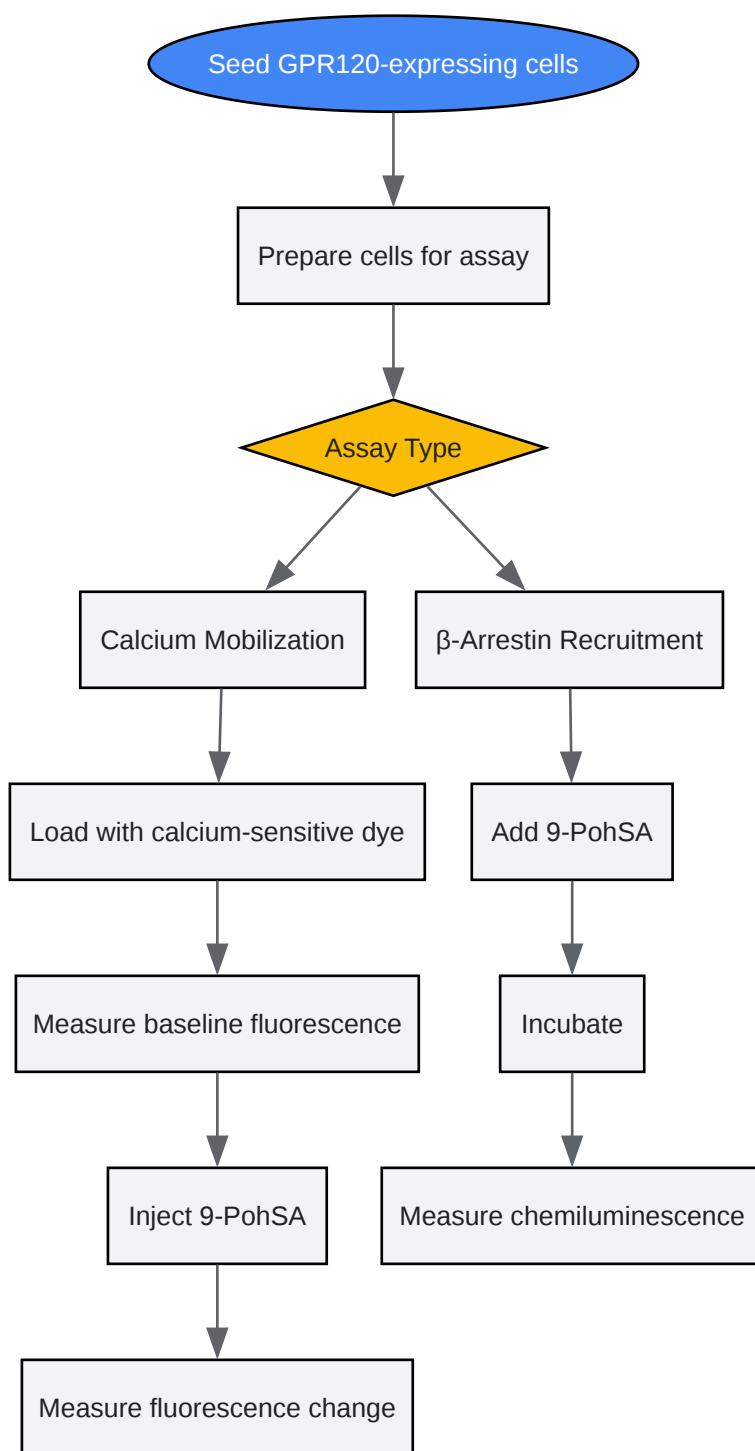 Seed GPR120-expressing cells
Prepare cells for assay
Assay Type
Calcium Mobilization
β-Arrestin Recruitment
Load with calcium-sensitive dye
Add 9-PohSA
Measure baseline fluorescence
Incubate
Inject 9-PohSA
Measure chemiluminescence
Measure fluorescence change